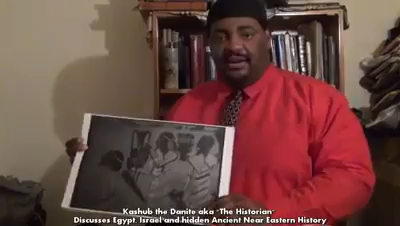 Kashub the Danite aka "The Historian"
Discusses Egypt, Israel and hidden Ancient Near Eastern History